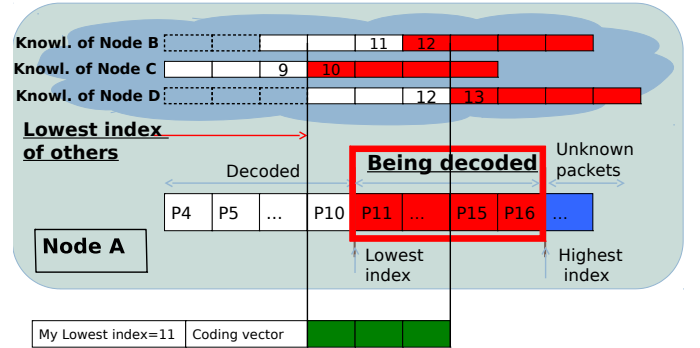 Knowl. of Node B 11 12
Knowl. of Node C 9 10
Knowl. of Node D 12 13
Lowest index
of others
Decoded
Being decoded
Unknown
packets
P4 P5 ... P10 P11 ... P15 P16 ...
Node A
Lowest
index
Highest
index
My Lowest index=11 Coding vector